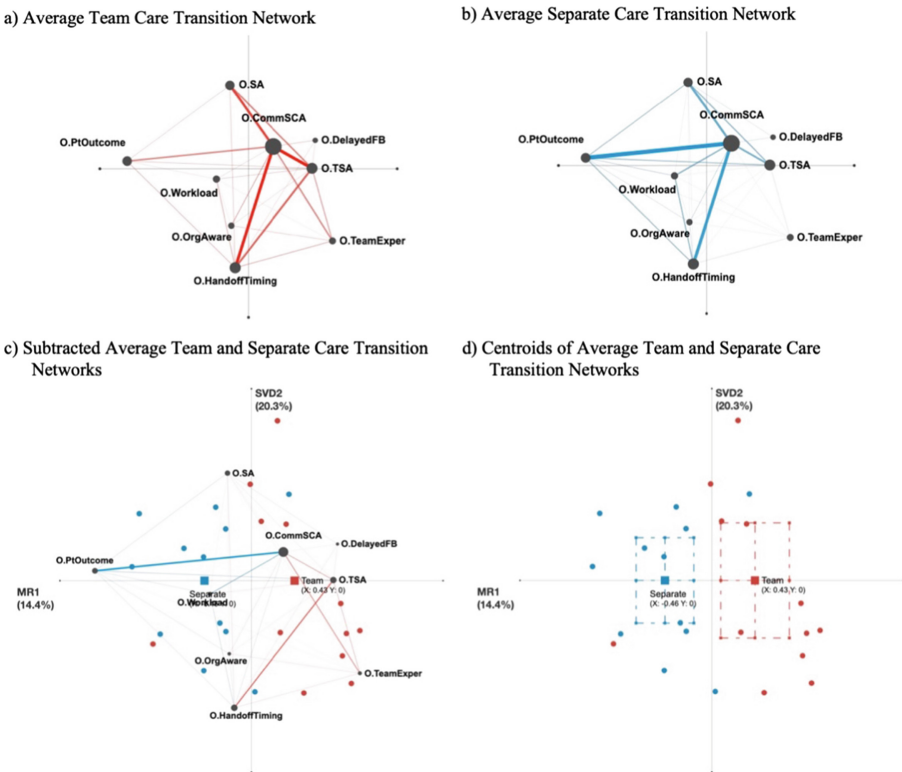 a) Average Team Care Transition Network
O.SA
O.CommSCA
O.PtOutcome
O.DelayedFB
O.TSA
O.Workload
O.OrgAware
O.TeamExper
O.HandoffTiming
b) Average Separate Care Transition Network
O.SA
O.CommSCA
O.PtOutcome
O.DelayedFB
O.TSA
O.Workload
O.OrgAware
O.TeamExper
O.HandoffTiming
c) Subtracted Average Team and Separate Care Transition
Networks
SVD2
(20.3%)
O.SA
O.CommSCA
O.DelayedFB
O.PtOutcome
MR1
(14.4%)
Separate
O.Workload
0)
Team
(X: 0.43 Y: 0)
O.TSA
O.OrgAware
O.TeamExper
O.HandoffTiming
d) Centroids of Average Team and Separate Care
Transition Networks
SVD2
(20.3%)
MR1
(14.4%)
Separate
(X: -0.46 Y: 0)
Team
(X: 0.43, Y: 0)